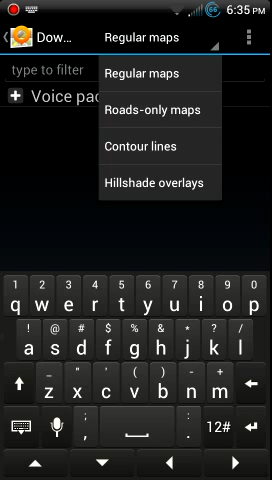 66 6:35 PM
Dow... Regular maps
type to filter
Regular maps
Voice pac
Roads-only maps
Contour lines
Hillshade overlays
1 2 3 4 5 6 7 8 9 0
q w e r t y u i o p
! @ # $ % & * ? /
a s d f g h j k l
_ " ' ( ) - +
z x c v b n m
; :
, . 12#